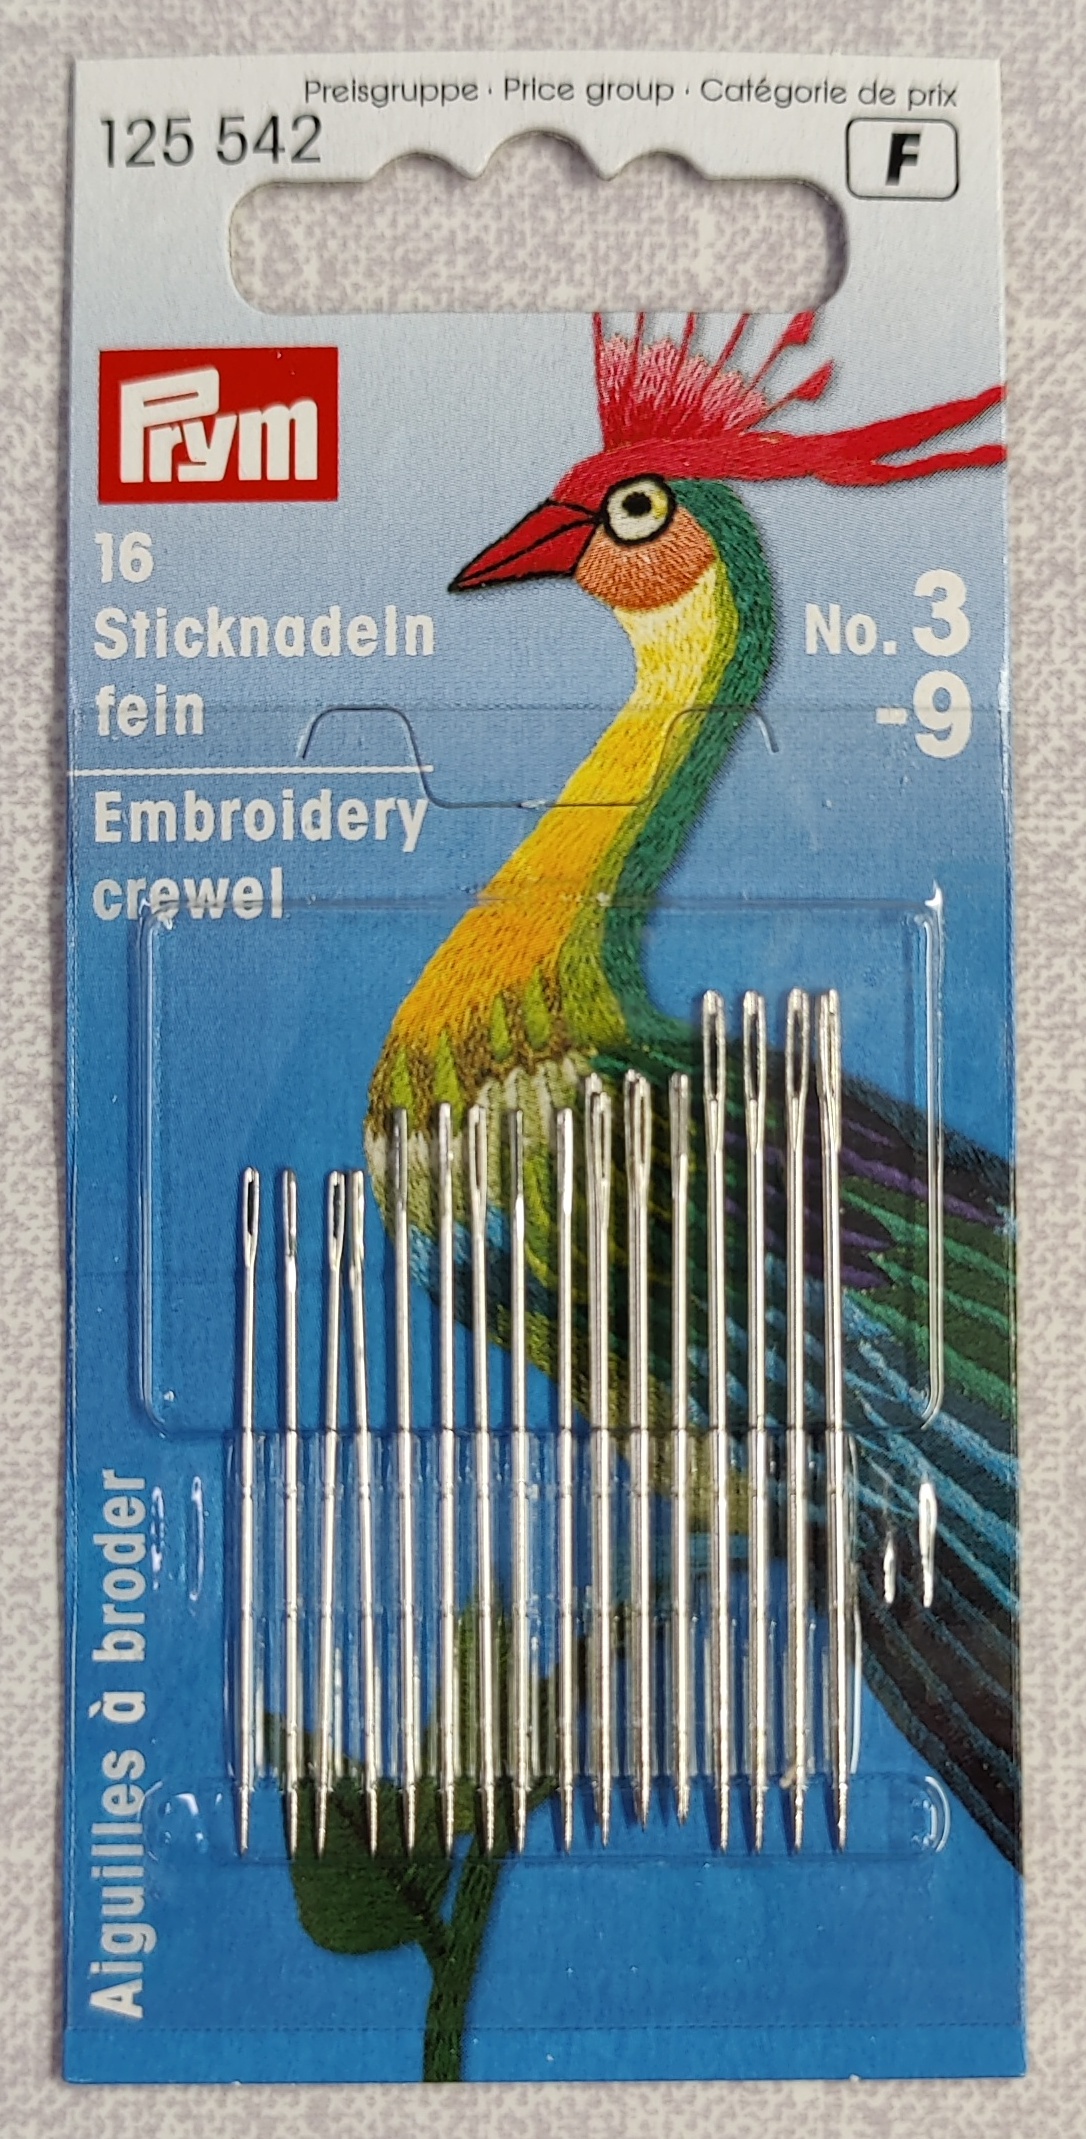 Preisgruppe · Price group · Catégorie de prix
125 542
F
Prym
16
Sticknadeln
fein
No. 3
-9
Embroidery
crewel
Aiguilles à broder